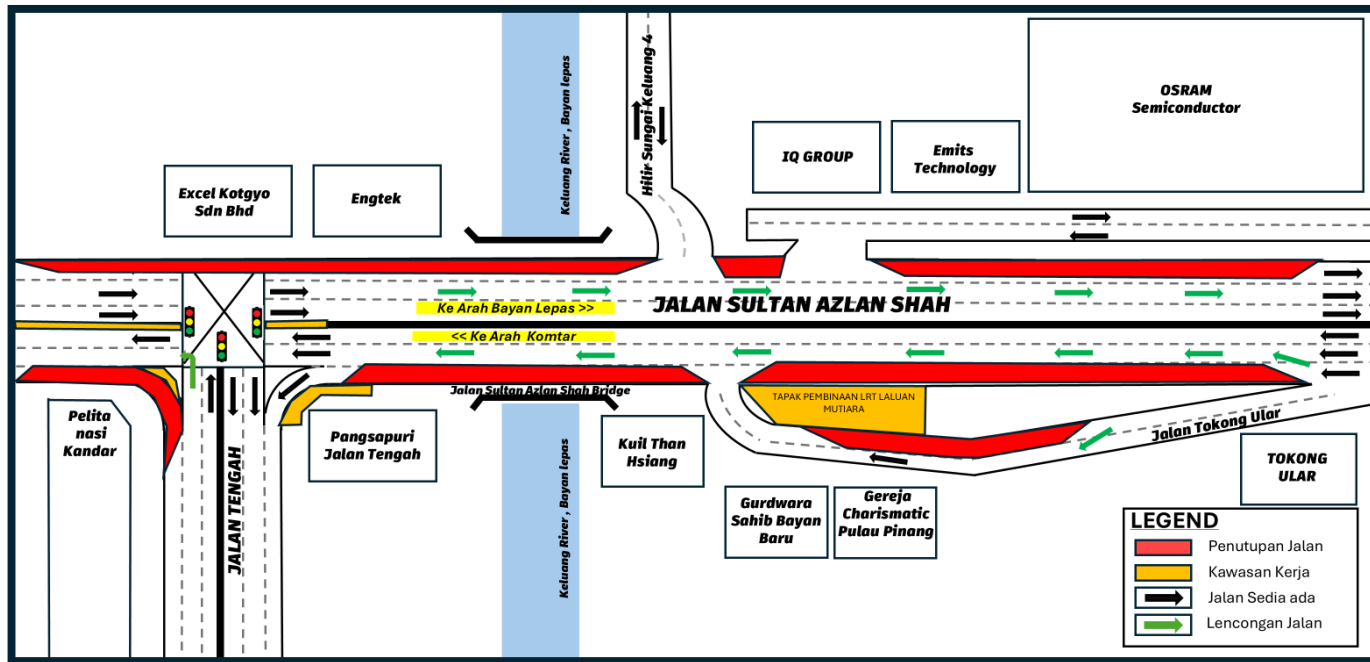 Keluang River , Bayan lepas
Hilir Sungai Keluang 4
OSRAM
Semiconductor
IQ GROUP
Emits
Technology
Excel Kotgyo
Sdn Bhd
Engtek
Ke Arah Bayan Lepas >>
JALAN SULTAN AZLAN SHAH
<< Ke Arah Komtar
Jalan Sultan Azlan Shah Bridge
TAPAK PEMBINAAN LRT LALUAN
MUTIARA
Jalan Tokong Ular
Pelita
nasi
Kandar
JALAN TENGAH
Pangsapuri
Jalan Tengah
Keluang River , Bayan lepas
Kuil Than
Hsiang
Gurdwara
Sahib Bayan
Baru
Gereja
Charismatic
Pulau Pinang
TOKONG
ULAR
LEGEND
Penutupan Jalan
Kawasan Kerja
Jalan Sedia ada
Lencongan Jalan